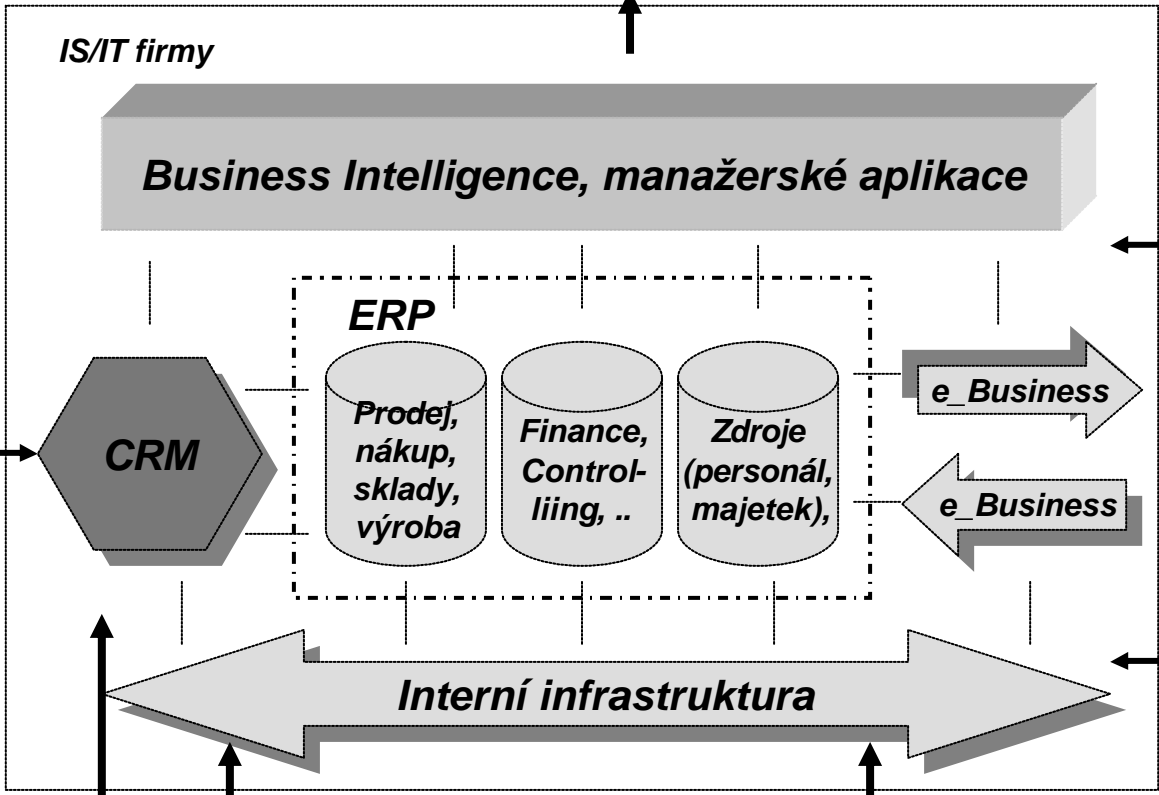 IS/IT firmy
Business Intelligence, manažerské aplikace
ERP
CRM
Prodej,
nákup,
sklady,
výroba
Finance,
Control-
liing, ..
Zdroje
(personál,
majetek),
e_Business
e_Business
Interní infrastruktura